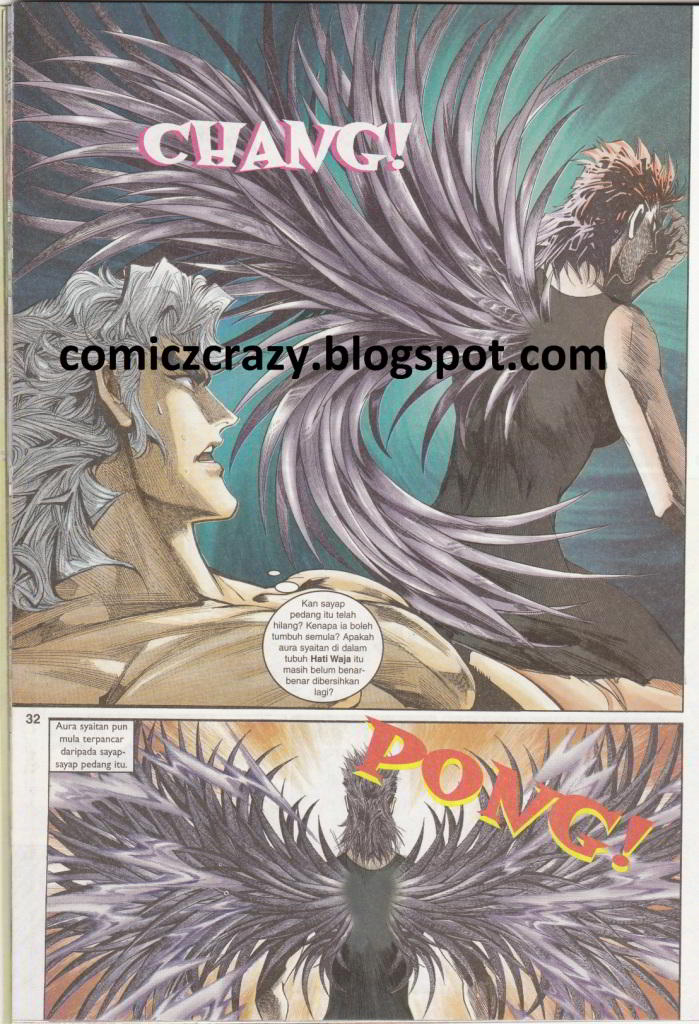 CHANG!
comiczcrazy.blogspot.com
Kan sayap
pedang itu telah
hilang? Kenapa ia boleh
tumbuh semula? Apakah
aura syaitan di dalam
tubuh Hati Waja itu
masih belum benar-
benar dibersihkan
lagi?
32
Aura syaitan pun
mula terpancar
daripada sayap-
sayap pedang itu.
PONG!